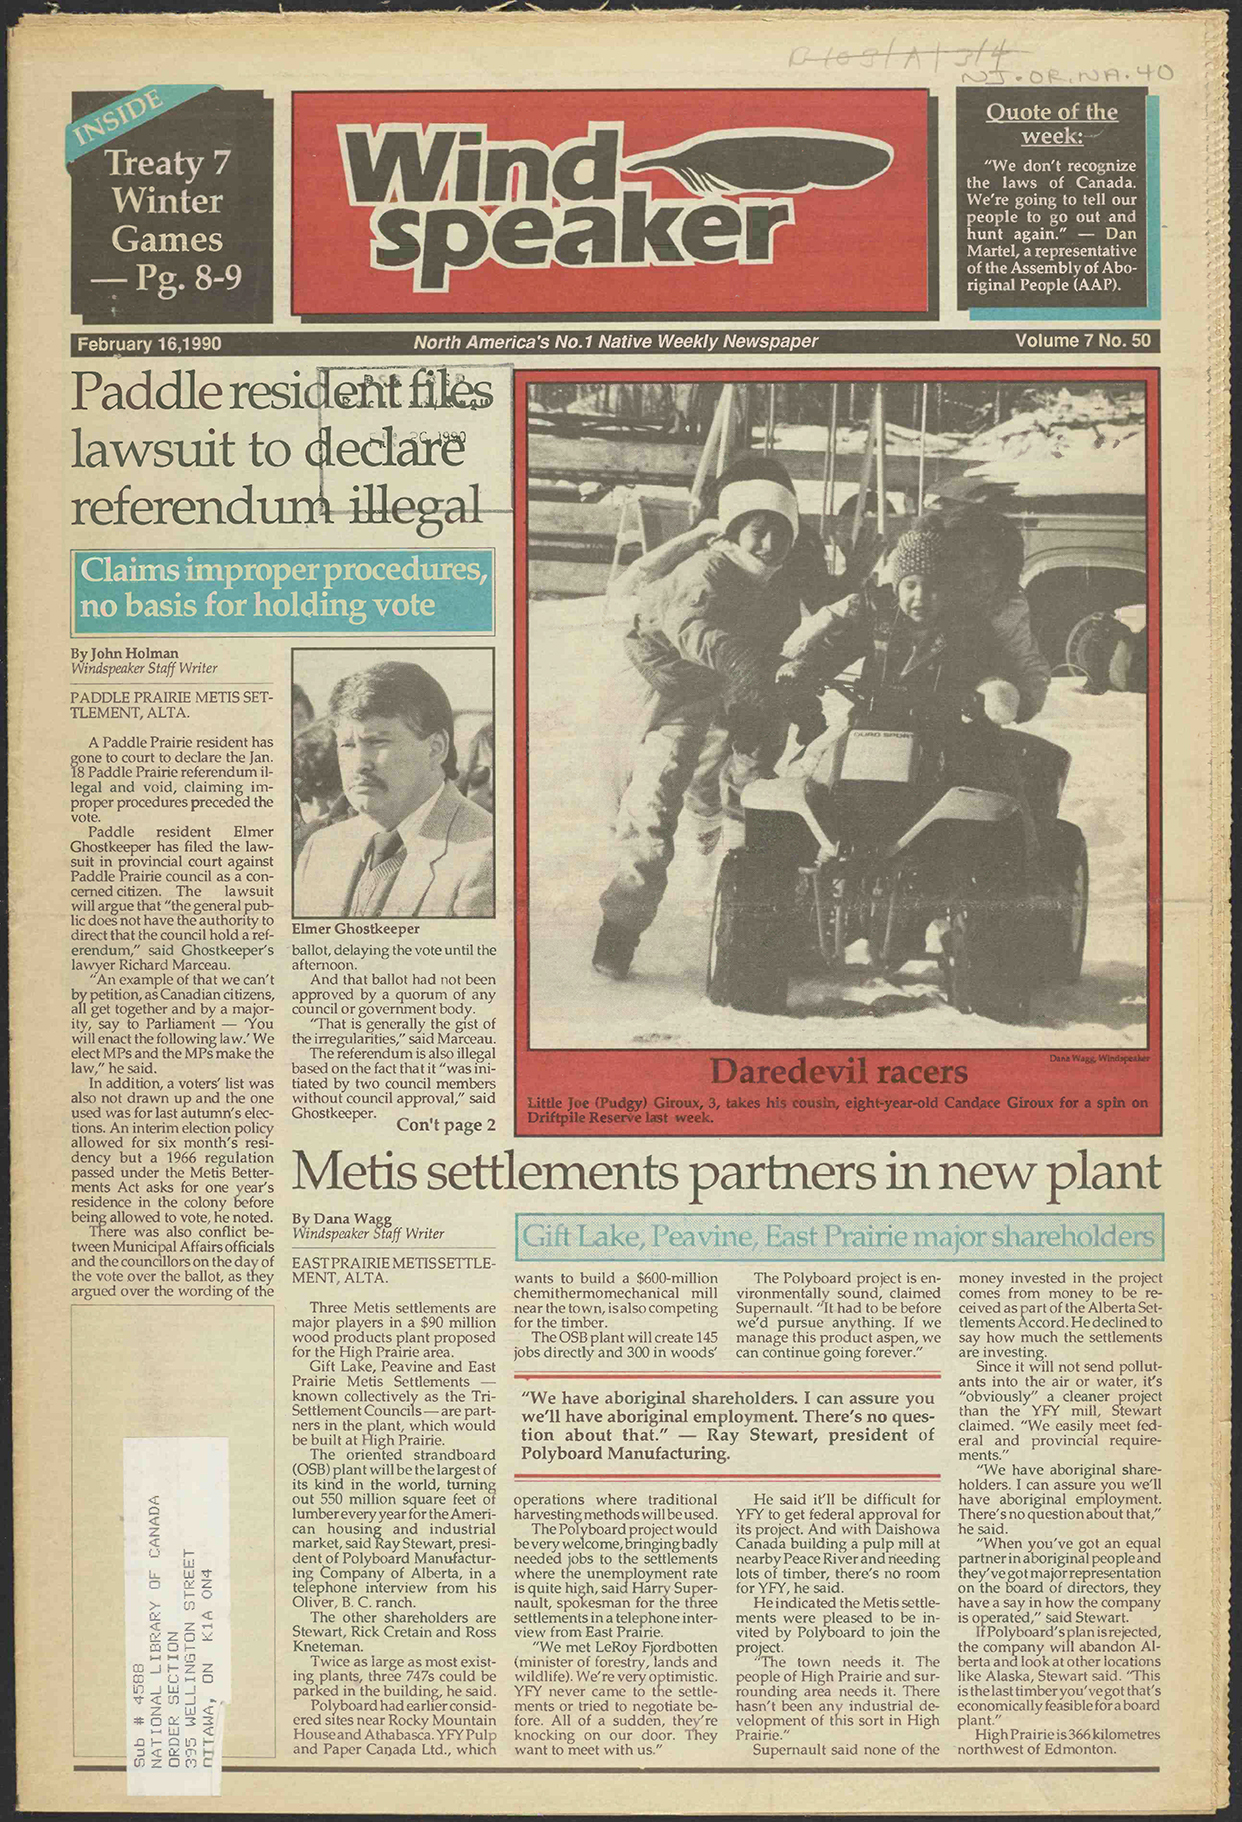 NJ.OR.NA.40
INSIDE
Treaty 7
Winter
Games
— Pg. 8-9
Wind
speaker
Quote of the
week:
"We don't recognize
the laws of Canada.
We're going to tell our
people to go out and
hunt again." — Dan
Martel, a representative
of the Assembly of Abo-
riginal People (AAP).
February 16,1990
North America's No.1 Native Weekly Newspaper
Volume 7 No. 50
Paddle resident files
lawsuit to declare
referendum illegal
26 1990
Claims improper procedures,
no basis for holding vote
By John Holman
Windspeaker Staff Writer
PADDLE PRAIRIE METIS SET-
TLEMENT, ALTA.
A Paddle Prairie resident has
gone to court to declare the Jan.
18 Paddle Prairie referendum il-
legal and void, claiming im-
proper procedures preceded the
vote.
Paddle resident Elmer
Ghostkeeper has filed the law-
suit in provincial court against
Paddle Prairie council as a con-
cerned citizen. The lawsuit
will argue that "the general pub-
lic does not have the authority to
direct that the council hold a ref-
erendum," said Ghostkeeper's
lawyer Richard Marceau.
"An example of that we can't
by petition, as Canadian citizens,
all get together and by a major-
ity, say to Parliament — 'You
will enact the following law.' We
elect MPs and the MPs make the
law," he said.
In addition, a voters' list was
also not drawn up and the one
used was for last autumn's elec-
tions. An interim election policy
allowed for six month's resi-
dency but a 1966 regulation
passed under the Metis Better-
ments Act asks for one year's
residence in the colony before
being allowed to vote, he noted.
There was also conflict be-
tween Municipal Affairs officials
and the councillors on the day of
the vote over the ballot, as they
argued over the wording of the
Elmer Ghostkeeper
ballot, delaying the vote until the
afternoon.
And that ballot had not been
approved by a quorum of any
council or government body.
"That is generally the gist of
the irregularities," said Marceau.
The referendum is also illegal
based on the fact that it "was ini-
tiated by two council members
without council approval," said
Ghostkeeper.
Con't page 2
QUAD SPORT
Dana Wagg, Windspeaker
Daredevil racers
Little Joe (Pudgy) Giroux, 3, takes his cousin, eight-year-old Candace Giroux for a spin on
Driftpile Reserve last week.
Metis settlements partners in new plant
Gift Lake, Peavine, East Prairie major shareholders
By Dana Wagg
Windspeaker Staff Writer
EAST PRAIRIE METIS SETTLE-
MENT, ALTA.
Three Metis settlements are
major players in a $90 million
wood products plant proposed
for the High Prairie area.
Gift Lake, Peavine and East
Prairie Metis Settlements —
known collectively as the Tri-
Settlement Councils — are part-
ners in the plant, which would
be built at High Prairie.
The oriented strandboard
(OSB) plant will be the largest of
its kind in the world, turning
out 550 million square feet of
lumber every year for the Ameri-
can housing and industrial
market, said Ray Stewart, presi-
dent of Polyboard Manufactur-
ing Company of Alberta, in a
telephone interview from his
Oliver, B. C. ranch.
The other shareholders are
Stewart, Rick Cretain and Ross
Kneteman.
Twice as large as most exist-
ing plants, three 747s could be
parked in the building, he said.
Polyboard had earlier consid-
ered sites near Rocky Mountain
House and Athabasca. YFY Pulp
and Paper Canada Ltd., which
wants to build a $600-million
chemithermomechanical mill
near the town, is also competing
for the timber.
The OSB plant will create 145
jobs directly and 300 in woods'
"We have aboriginal shareholders. I can assure you
we'll have aboriginal employment. There's no ques-
tion about that." — Ray Stewart, president of
Polyboard Manufacturing.
operations where traditional
harvesting methods will be used.
The Polyboard project would
be very welcome, bringing badly
needed jobs to the settlements
where the unemployment rate
is quite high, said Harry Super-
nault, spokesman for the three
settlements in a telephone inter-
view from East Prairie.
"We met LeRoy Fjordbotten
(minister of forestry, lands and
wildlife). We're very optimistic.
YFY never came to the settle-
ments or tried to negotiate be-
fore. All of a sudden, they're
knocking on our door. They
want to meet with us."
The Polyboard project is en-
vironmentally sound, claimed
Supernault. "It had to be before
we'd pursue anything. If we
manage this product aspen, we
can continue going forever."
He said it'll be difficult for
YFY to get federal approval for
its project. And with Daishowa
Canada building a pulp mill at
nearby Peace River and needing
lots of timber, there's no room
for YFY, he said.
He indicated the Metis settle-
ments were pleased to be in-
vited by Polyboard to join the
project.
"The town needs it. The
people of High Prairie and sur-
rounding area needs it. There
hasn't been any industrial de-
velopment of this sort in High
Prairie."
Supernault said none of the
money invested in the project
comes from money to be re-
ceived as part of the Alberta Set-
tlements Accord. He declined to
say how much the settlements
are investing.
Since it will not send pollut-
ants into the air or water, it's
"obviously" a cleaner project
than the YFY mill, Stewart
claimed. "We easily meet fed-
eral and provincial require-
ments."
"We have aboriginal share-
holders. I can assure you we'll
have aboriginal employment.
There's no question about that,"
he said.
"When you've got an equal
partner in aboriginal people and
they've got major representation
on the board of directors, they
have a say in how the company
is operated," said Stewart.
If Polyboard's plan is rejected,
the company will abandon Al-
berta and look at other locations
like Alaska, Stewart said. "This
is the last timber you've got that's
economically feasible for a board
plant."
High Prairie is 366 kilometres
northwest of Edmonton.
Sub # 4588
NATIONAL LIBRARY OF CANADA
ORDER SECTION
395 WELLINGTON STREET
OTTAWA, ON K1A 0N4